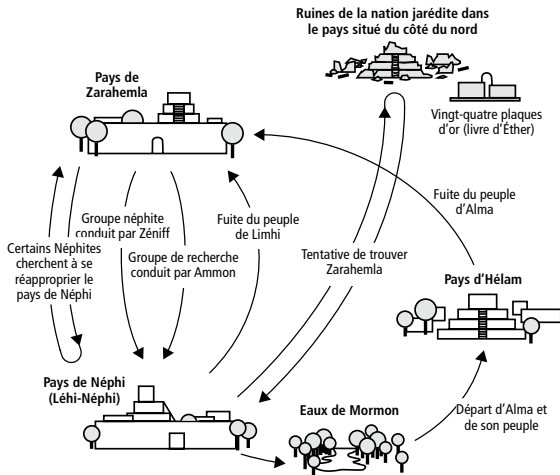 Ruines de la nation jarédite dans
le pays situé du côté du nord
Pays de
Zarahemla
Vingt-quatre plaques
d’or (livre d’Éther)
Fuite du peuple
d’Alma
Groupe néphite
conduit par Zéniff
Fuite du peuple
de Limhi
Certains Néphites
cherchent à se
réapproprier le
pays de Néphi
Groupe de recherche
conduit par Ammon
Tentative de trouver
Zarahemla
Pays d’Hélam
Pays de Néphi
(Léhi-Néphi)
Eaux de Mormon
Départ d’Alma et
de son peuple